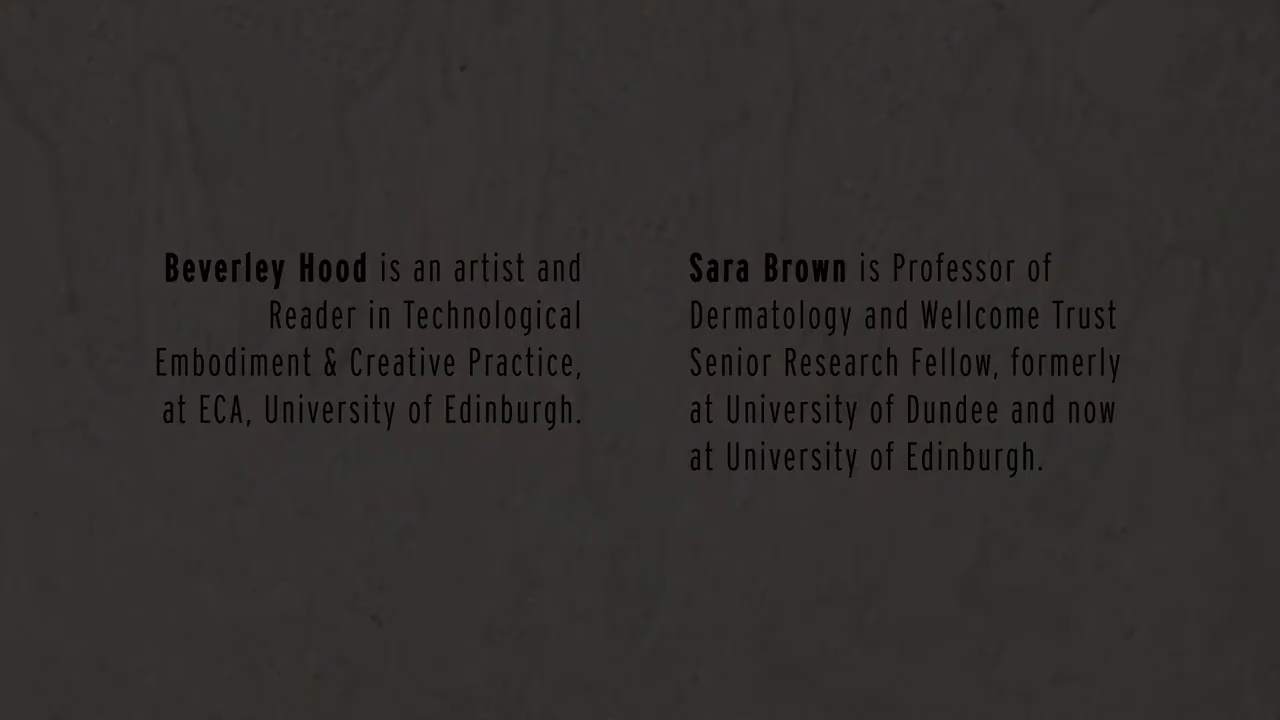 Beverley Hood is an artist and
Reader in Technological
Embodiment & Creative Practice,
at ECA, University of Edinburgh.
Sara Brown is Professor of
Dermatology and Wellcome Trust
Senior Research Fellow, formerly
at University of Dundee and now
at University of Edinburgh.